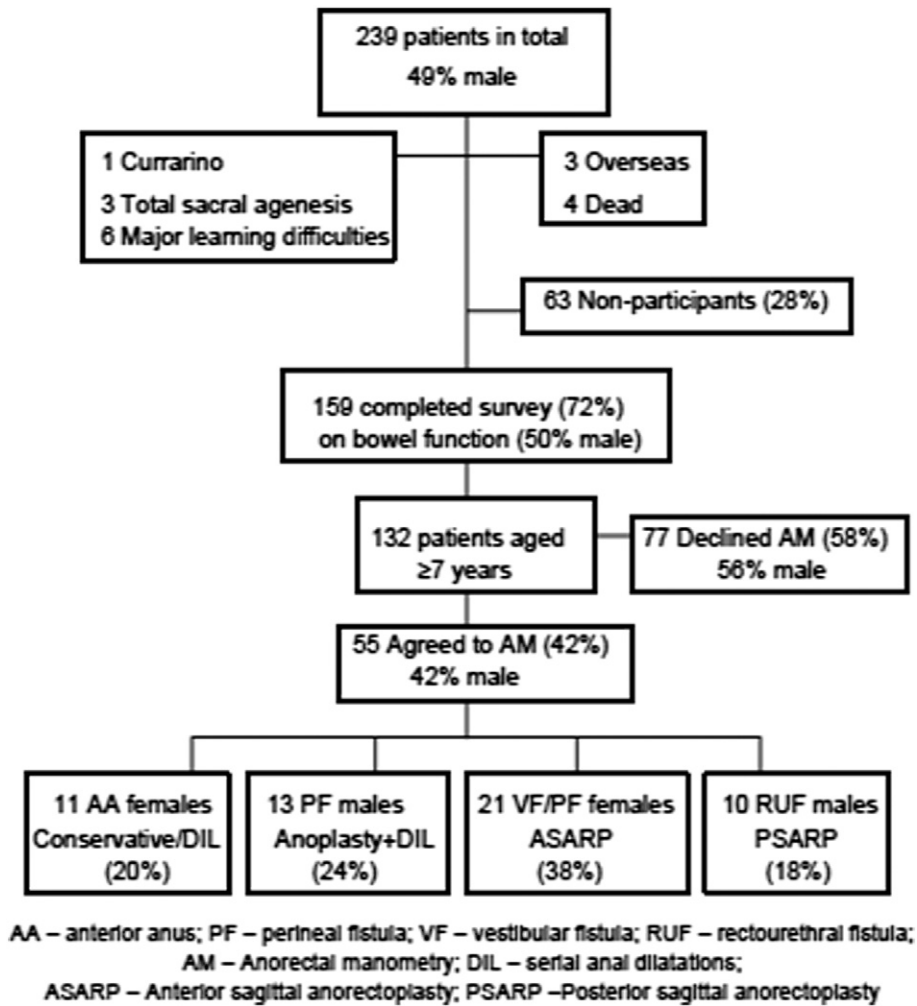 239 patients in total
49% male
1 Currarino
3 Total sacral agenesis
6 Major learning difficulties
3 Overseas
4 Dead
63 Non-participants (28%)
159 completed survey (72%)
on bowel function (50% male)
132 patients aged
≥7 years
77 Declined AM (58%)
56% male
55 Agreed to AM (42%)
42% male
11 AA females
Conservative/DIL
(20%)
13 PF males
Anoplasty+DIL
(24%)
21 VF/PF females
ASARP
(38%)
10 RUF males
PSARP
(18%)
AA – anterior anus; PF – perineal fistula; VF – vestibular fistula; RUF – rectourethral fistula;
AM – Anorectal manometry; DIL – serial anal dilatations;
ASARP – Anterior sagittal anorectoplasty; PSARP –Posterior sagittal anorectoplasty